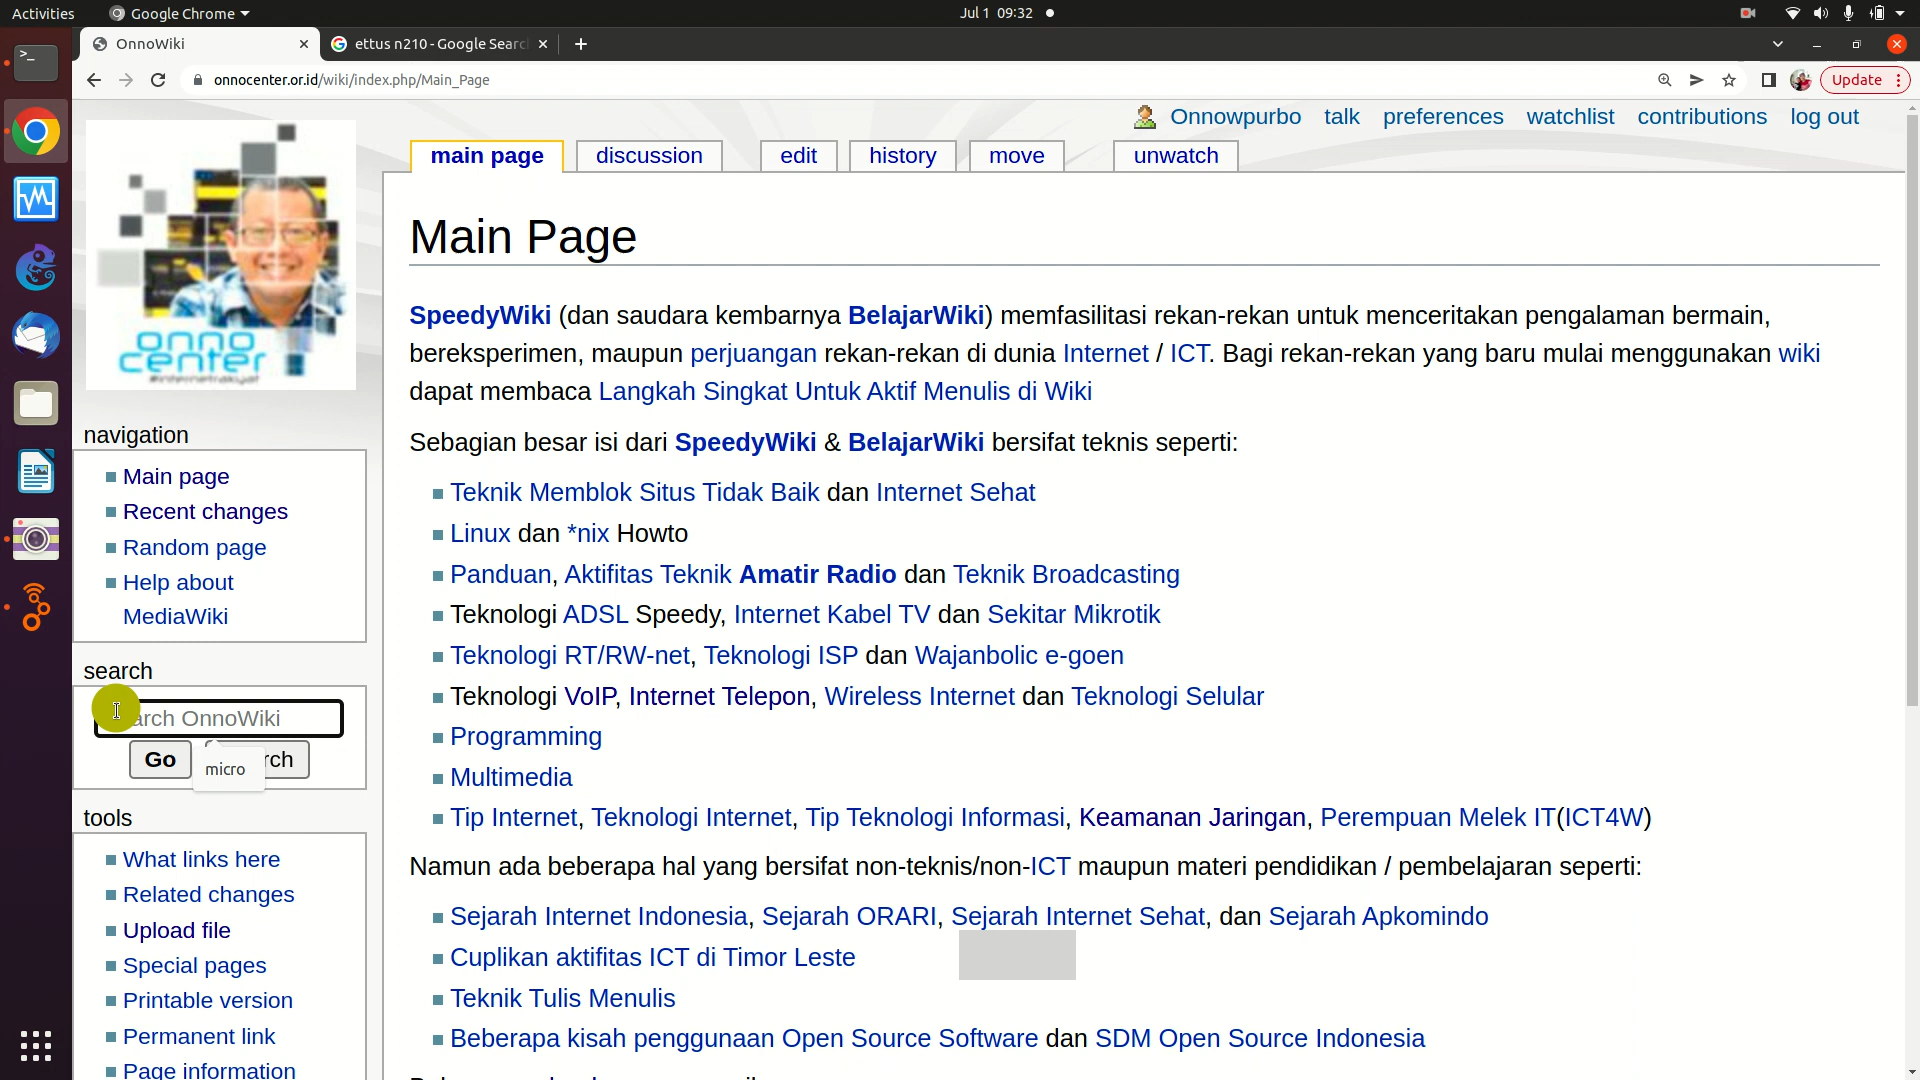 Activities Google Chrome Jul 1 09:32
OnnoWiki ettus n210 - Google Searc
onnocenter.or.id/wiki/index.php/Main_Page Update
Onnowpurbo talk preferences watchlist contributions log out
main page discussion edit history move unwatch
onno
center
#internetrakyat
Main Page
SpeedyWiki (dan saudara kembarnya BelajarWiki) memfasilitasi rekan-rekan untuk menceritakan pengalaman bermain,
bereksperimen, maupun perjuangan rekan-rekan di dunia Internet / ICT. Bagi rekan-rekan yang baru mulai menggunakan wiki
dapat membaca Langkah Singkat Untuk Aktif Menulis di Wiki
Sebagian besar isi dari SpeedyWiki & BelajarWiki bersifat teknis seperti:
Teknik Memblok Situs Tidak Baik dan Internet Sehat
Linux dan *nix Howto
Panduan, Aktifitas Teknik Amatir Radio dan Teknik Broadcasting
Teknologi ADSL Speedy, Internet Kabel TV dan Sekitar Mikrotik
Teknologi RT/RW-net, Teknologi ISP dan Wajanbolic e-goen
Teknologi VoIP, Internet Telepon, Wireless Internet dan Teknologi Selular
Programming
Multimedia
Tip Internet, Teknologi Internet, Tip Teknologi Informasi, Keamanan Jaringan, Perempuan Melek IT(ICT4W)
Namun ada beberapa hal yang bersifat non-teknis/non-ICT maupun materi pendidikan / pembelajaran seperti:
Sejarah Internet Indonesia, Sejarah ORARI, Sejarah Internet Sehat, dan Sejarah Apkomindo
Cuplikan aktifitas ICT di Timor Leste
Teknik Tulis Menulis
Beberapa kisah penggunaan Open Source Software dan SDM Open Source Indonesia
navigation
Main page
Recent changes
Random page
Help about
MediaWiki
search
arch OnnoWiki
Go rch
micro
tools
What links here
Related changes
Upload file
Special pages
Printable version
Permanent link
Page information